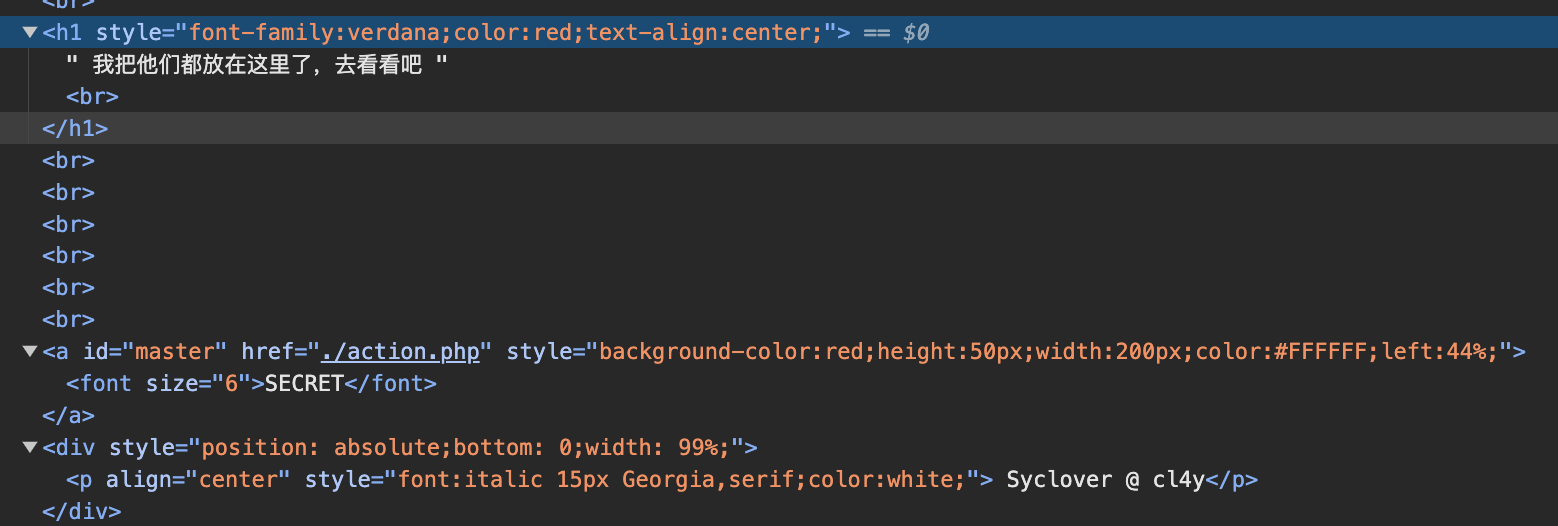 <br>
▼<h1 style="font-family:verdana;color:red;text-align:center;"> == $0
" 我把他们都放在这里了，去看看吧 "
<br>
</h1>
<br>
<br>
<br>
<br>
<br>
<br>
▼<a id="master" href="./action.php" style="background-color:red;height:50px;width:200px;color:#FFFFFF;left:44%;">
<font size="6">SECRET</font>
</a>
▼<div style="position: absolute;bottom: 0;width: 99%;">
<p align="center" style="font:italic 15px Georgia,serif;color:white;"> Syclover @ cl4y</p>
</div>